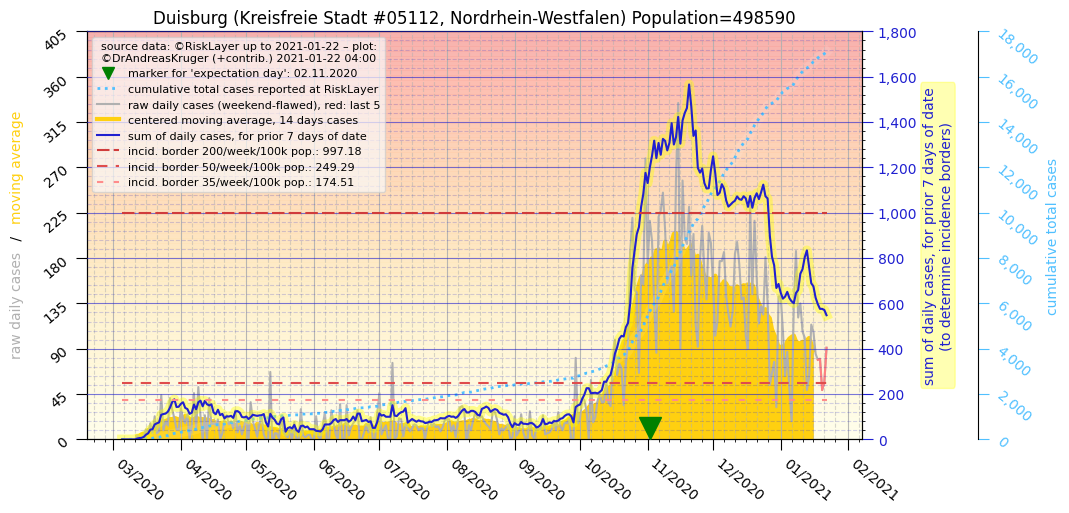 Duisburg (Kreisfreie Stadt #05112, Nordrhein-Westfalen) Population=498590
source data: ©RiskLayer up to 2021-01-22 – plot:
©DrAndreasKruger (+contrib.) 2021-01-22 04:00
marker for 'expectation day': 02.11.2020
cumulative total cases reported at RiskLayer
raw daily cases (weekend-flawed), red: last 5
centered moving average, 14 days cases
sum of daily cases, for prior 7 days of date
incid. border 200/week/100k pop.: 997.18
incid. border 50/week/100k pop.: 249.29
incid. border 35/week/100k pop.: 174.51
raw daily cases / moving average
405
360
315
270
225
180
135
90
45
0
03/2020
04/2020
05/2020
06/2020
07/2020
08/2020
09/2020
10/2020
11/2020
12/2020
01/2021
02/2021
1,800
1,600
1,400
1,200
1,000
800
600
400
200
0
sum of daily cases, for prior 7 days of date
(to determine incidence borders)
18,000
16,000
14,000
12,000
10,000
8,000
6,000
4,000
2,000
0
cumulative total cases